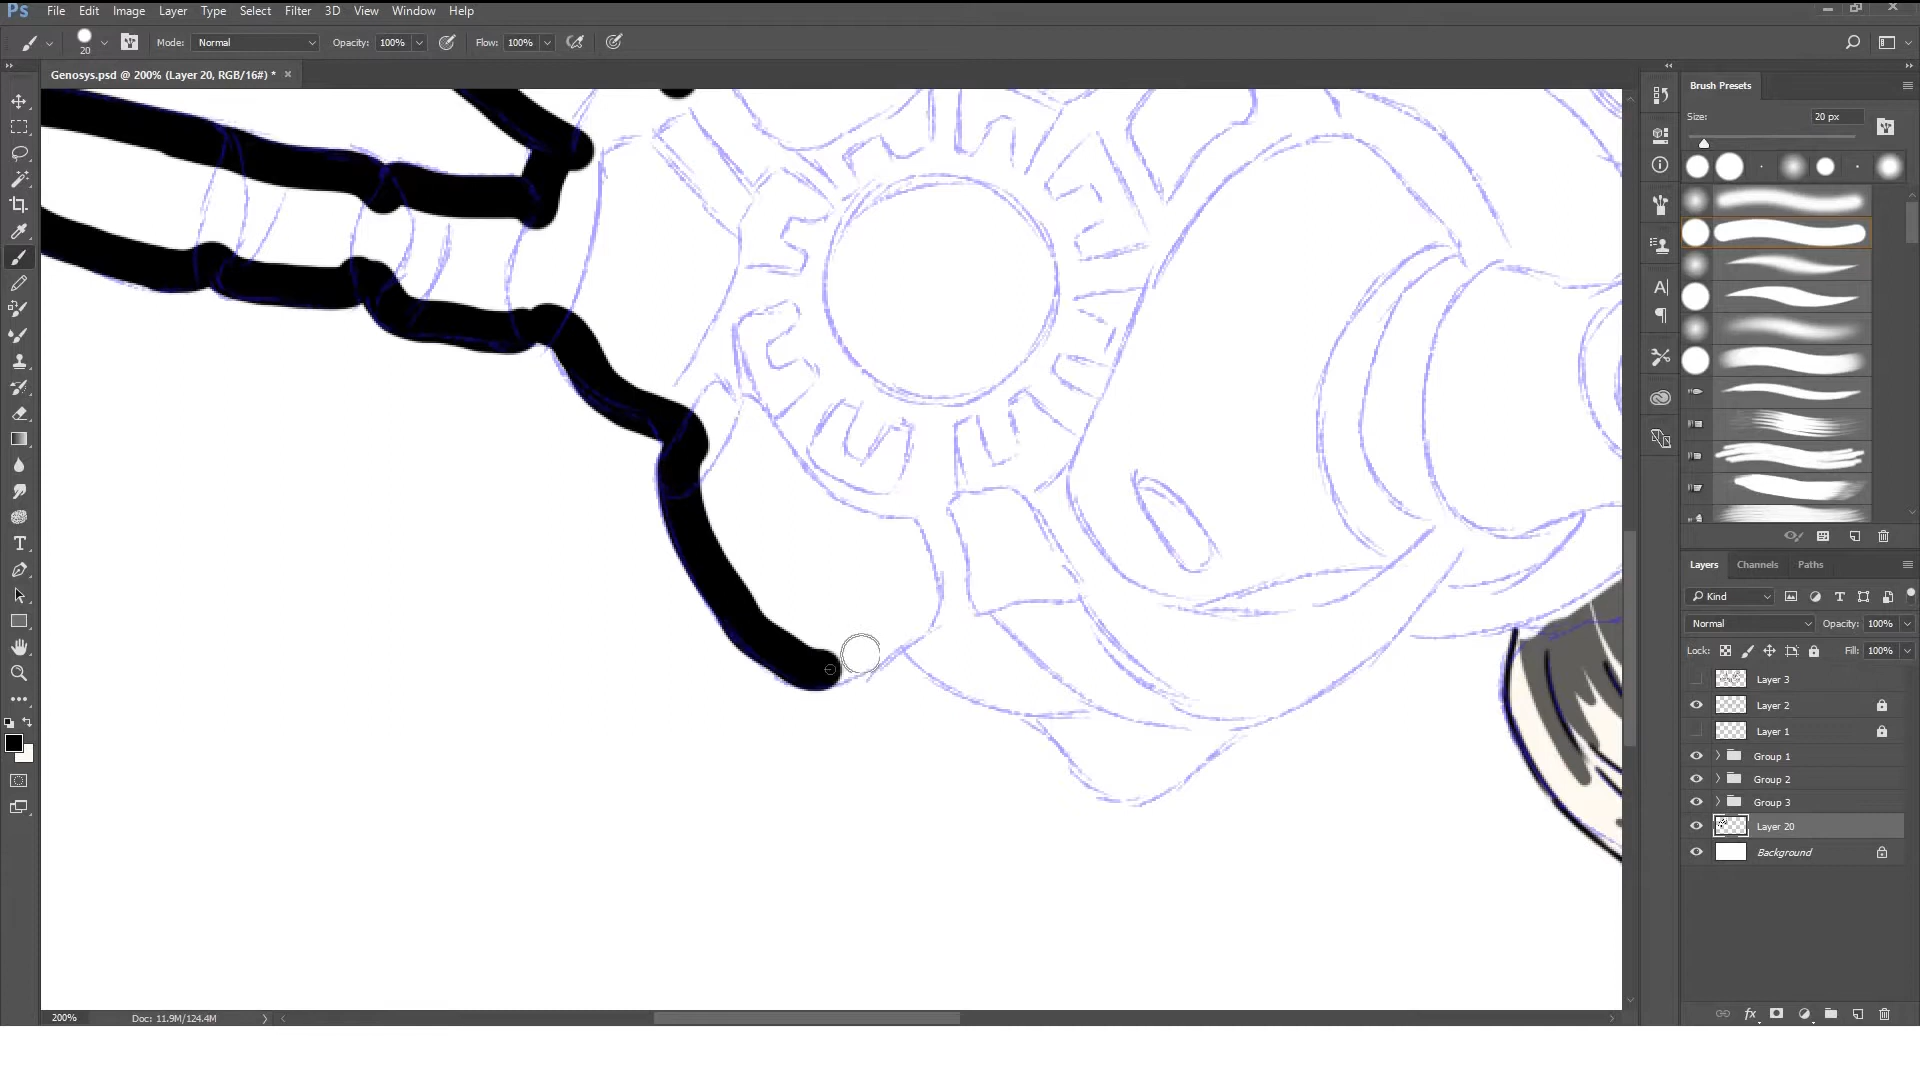 Ps File Edit Image Layer Type Select Filter 3D View Window Help
20 Mode: Normal Opacity: 100% Flow: 100%
Genosys.psd @ 200% (Layer 20, RGB/16#) * ×
Brush Presets
Size: 20 px
Layers Channels Paths
Kind
Normal Opacity: 100%
Lock: Fill: 100%
Layer 3
Layer 2
Layer 1
Group 1
Group 2
Group 3
Layer 20
Background
200% Doc: 11.9M/124.4M